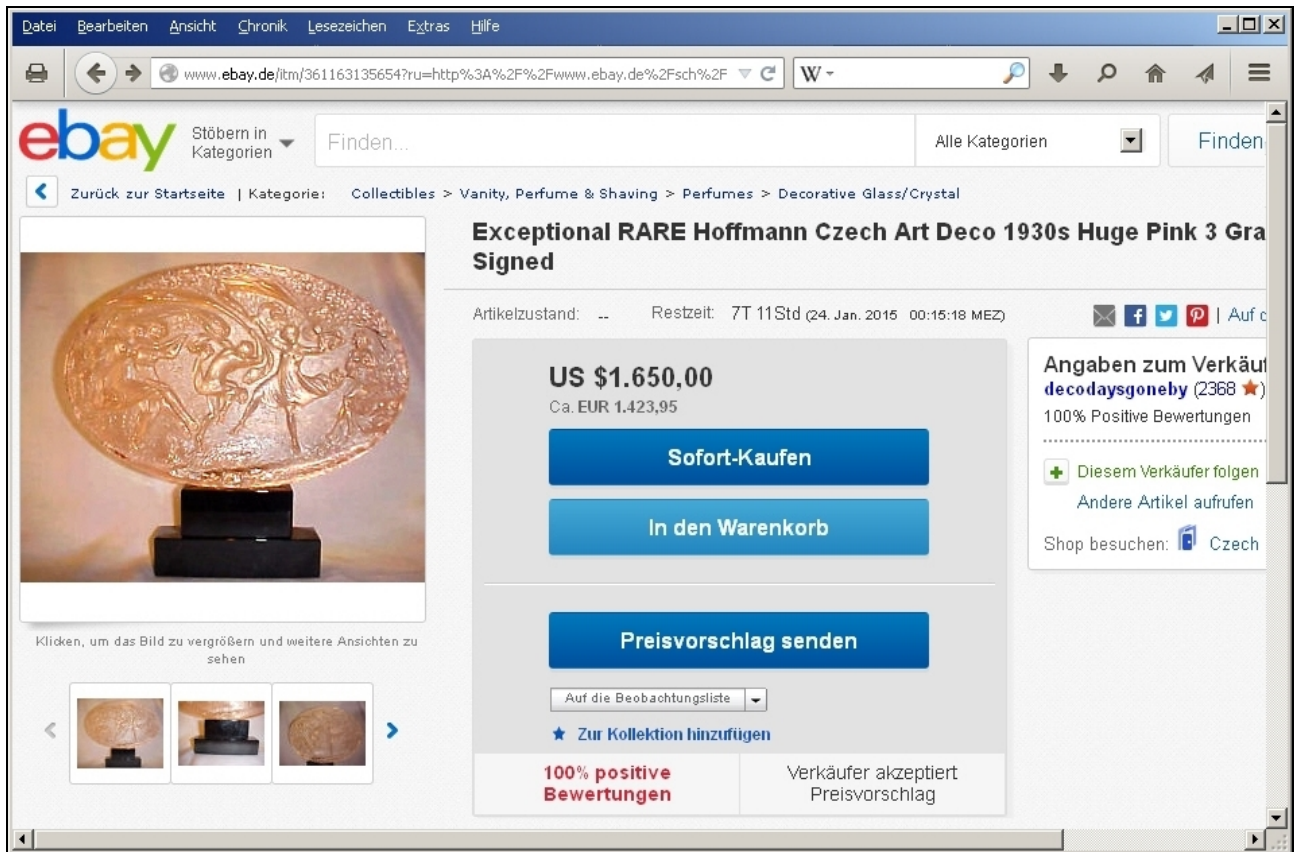 Datei Bearbeiten Ansicht Chronik Lesezeichen Extras Hilfe
www.ebay.de/itm/361163135654?ru=http%3A%2F%2Fwww.ebay.de%2Fsch%2F W
ebay Stöbern in Kategorien Finden... Alle Kategorien Finden
Zurück zur Startseite | Kategorie: Collectibles > Vanity, Perfume & Shaving > Perfumes > Decorative Glass/Crystal
Exceptional RARE Hoffmann Czech Art Deco 1930s Huge Pink 3 Gra
Signed
Artikelzustand: -- Restzeit: 7T 11Std (24. Jan. 2015 00:15:18 MEZ) | Auf
US $1.650,00
Ca. EUR 1.423,95
Sofort-Kaufen
In den Warenkorb
Preisvorschlag senden
Auf die Beobachtungsliste
Zur Kollektion hinzufügen
100% positive
Bewertungen
Verkäufer akzeptiert
Preisvorschlag
Angaben zum Verkäuf
decodaysgoneby (2368)
100% Positive Bewertungen
Diesem Verkäufer folgen
Andere Artikel aufrufen
Shop besuchen: Czech
Klicken, um das Bild zu vergrößern und weitere Ansichten zu
sehen